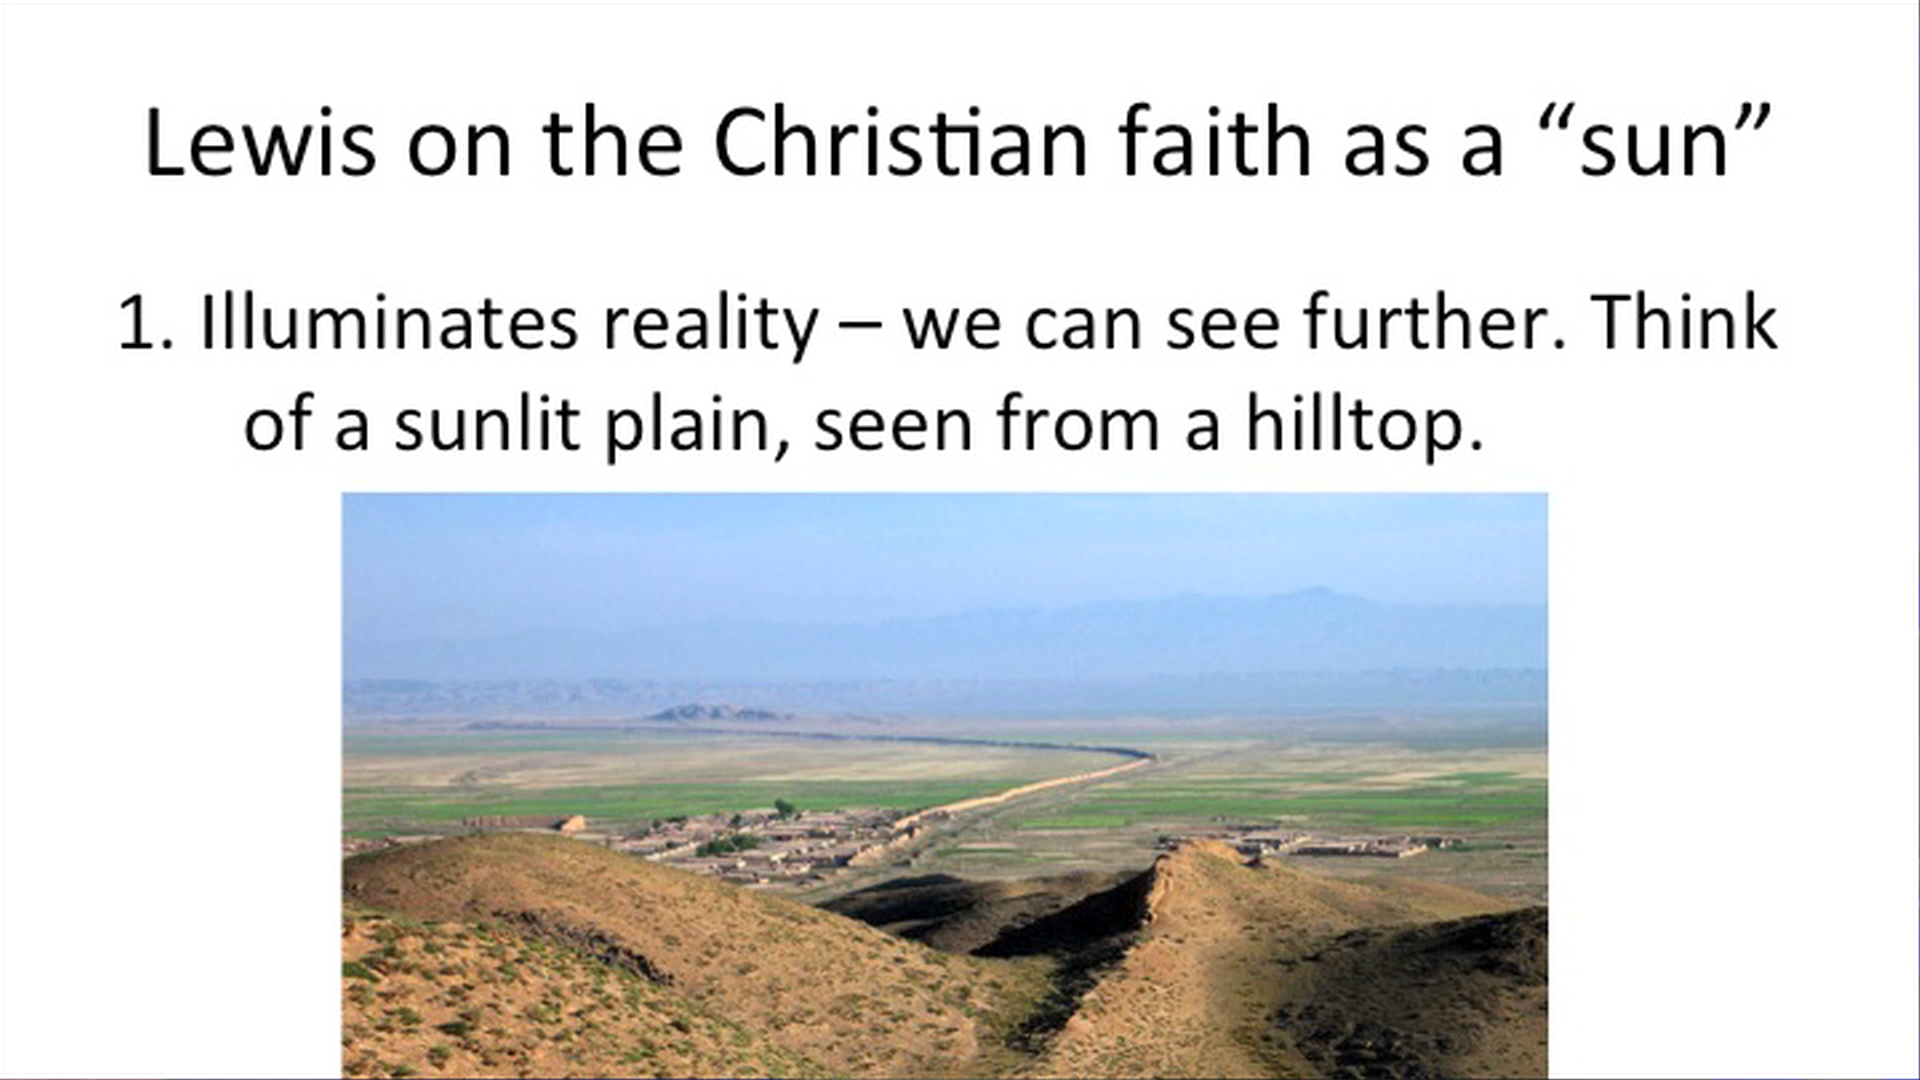 Lewis on the Christian faith as a “sun”
1. Illuminates reality – we can see further. Think
of a sunlit plain, seen from a hilltop.